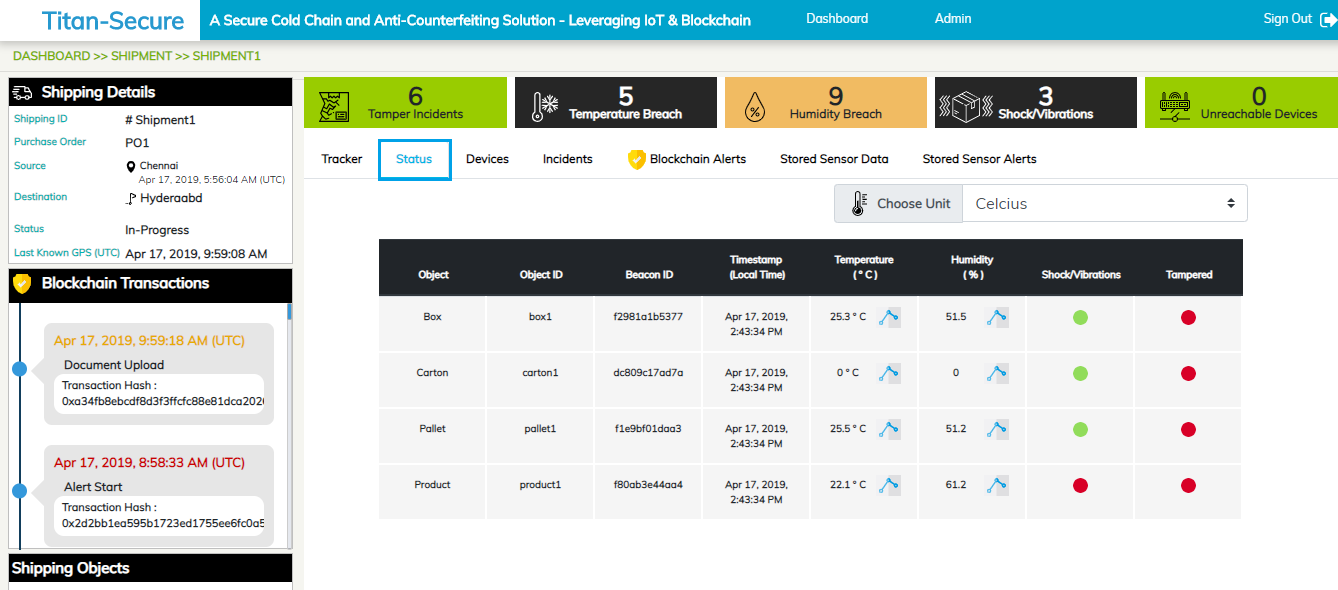 Titan-Secure
A Secure Cold Chain and Anti-Counterfeiting Solution - Leveraging IoT & Blockchain
Dashboard
Admin
Sign Out
DASHBOARD >> SHIPMENT >> SHIPMENT1
Shipping Details
Shipping ID # Shipment1
Purchase Order PO1
Source Chennai
Apr 17, 2019, 5:56:04 AM (UTC)
Destination Hyderaabd
Status In-Progress
Last Known GPS (UTC) Apr 17, 2019, 9:59:08 AM
Blockchain Transactions
Apr 17, 2019, 9:59:18 AM (UTC)
Document Upload
Transaction Hash :
0xa34fb8ebcdf8d3f3ffcfc88e81dca202
Apr 17, 2019, 8:58:33 AM (UTC)
Alert Start
Transaction Hash :
0x2d2bb1ea595b1723ed1755ee6fc0a5
Shipping Objects
6
Tamper Incidents
5
Temperature Breach
9
Humidity Breach
3
Shock/Vibrations
0
Unreachable Devices
Tracker Status Devices Incidents Blockchain Alerts Stored Sensor Data Stored Sensor Alerts
Choose Unit Celcius
Object Object ID Beacon ID Timestamp (Local Time) Temperature ( ° C ) Humidity ( % ) Shock/Vibrations Tampered
Box box1 f2981a1b5377 Apr 17, 2019, 2:43:34 PM 25.3 ° C 51.5
Carton carton1 dc809c17ad7a Apr 17, 2019, 2:43:34 PM 0 ° C 0
Pallet pallet1 f1e9bf01daa3 Apr 17, 2019, 2:43:34 PM 25.5 ° C 51.2
Product product1 f80ab3e44aa4 Apr 17, 2019, 2:43:34 PM 22.1 ° C 61.2